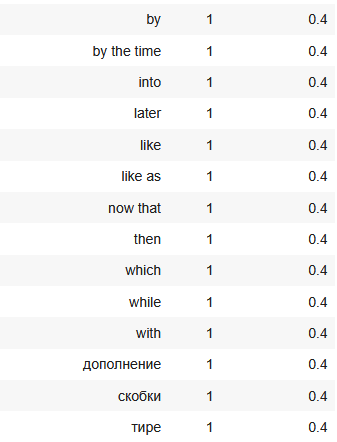 by 1 0.4
by the time 1 0.4
into 1 0.4
later 1 0.4
like 1 0.4
like as 1 0.4
now that 1 0.4
then 1 0.4
which 1 0.4
while 1 0.4
with 1 0.4
дополнение 1 0.4
скобки 1 0.4
тире 1 0.4